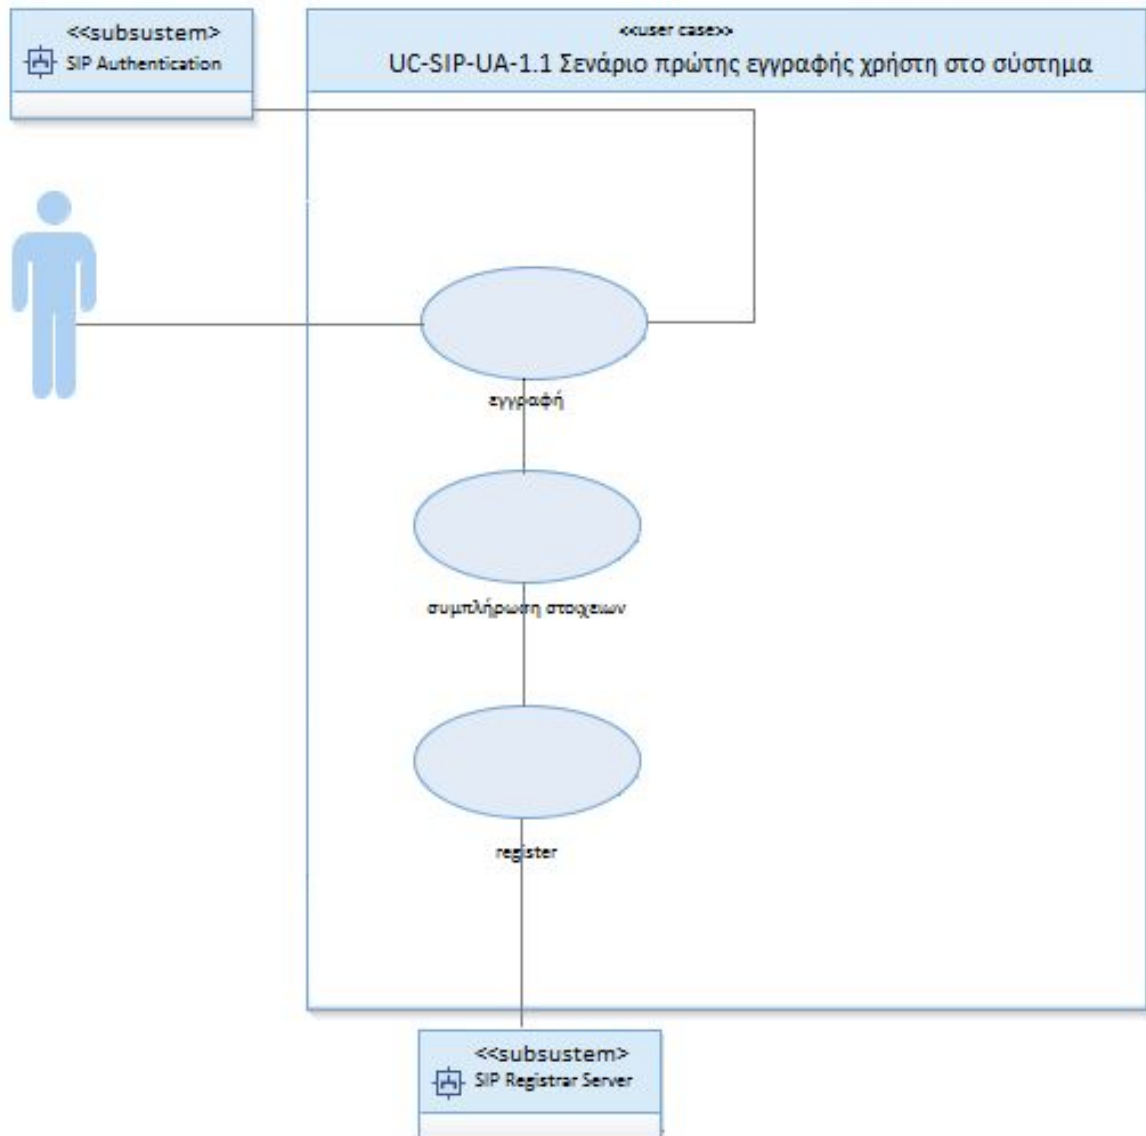 <<subsustem>
SIP Authentication
<<user case>>
UC-SIP-UA-1.1 Σενάριο πρώτης εγγραφής χρήστη στο σύστημα
εγγραφή
συμπλήρωση στοιχειων
register
<<subsustem>
SIP Registrar Server